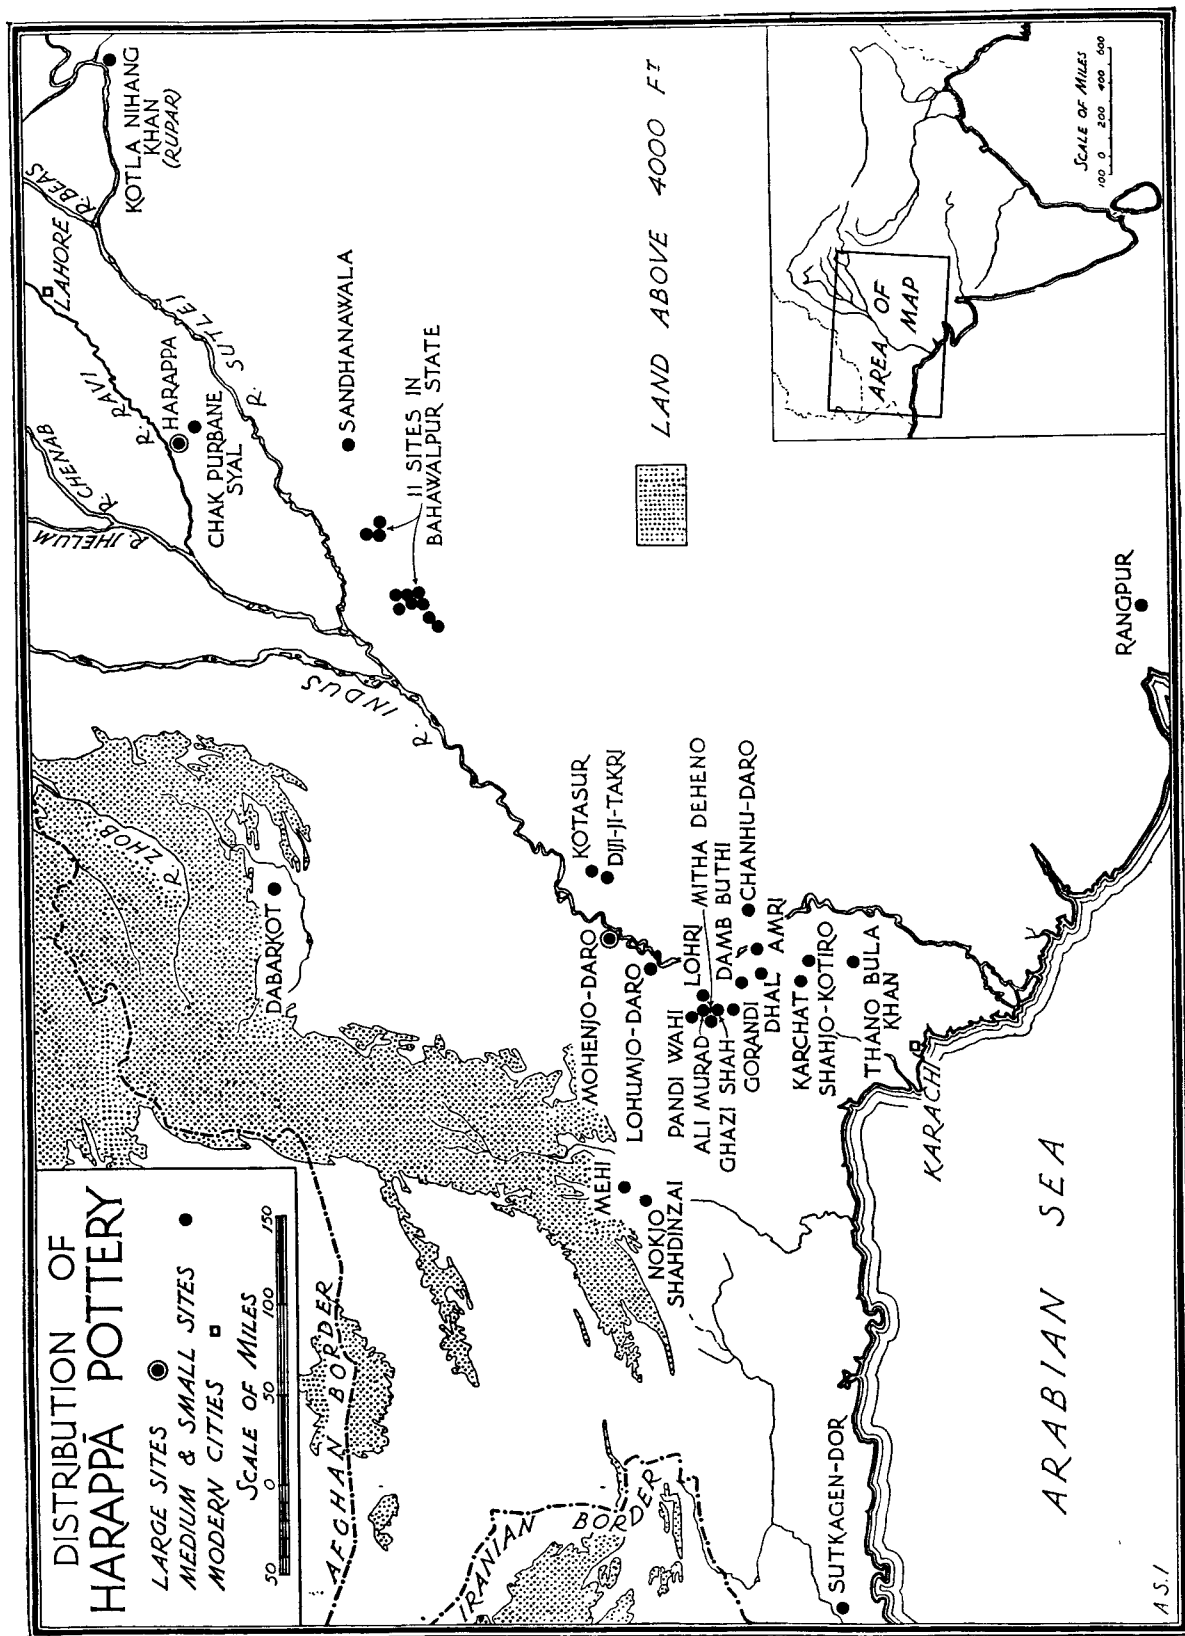 DISTRIBUTION OF
HARAPPĀ POTTERY
LARGE SITES
MEDIUM & SMALL SITES
MODERN CITIES
SCALE OF MILES
50 0 50 100 150
AFGHAN BORDER
IRANIAN BORDER
R. ZHOB
DABARKOT
R. INDUS
R. JHELUM
R. CHENAB
R. RAVI
LAHORE
R. BEAS
R. SUTLEJ
HARAPPA
CHAK PURBANE
SYAL
KOTLA NIHANG
KHAN
(RUPAR)
SANDHANAWALA
11 SITES IN
BAHAWALPUR STATE
KOTASUR
DIJI-JI-TAKRI
MOHENJO-DARO
LOHUMJO-DARO
MEHI
NOKJO
SHAHDINZAI
PANDI WAHI
LOHRI
ALI MURAD
MITHA DEHENO
GHAZI SHAH
DAMB BUTHI
GORANDI
CHANHU-DARO
DHAL
AMRI
KARCHAT
SHAHJO-KOTIRO
THANO BULA
KHAN
KARACHI
SUTKAGEN-DOR
RANGPUR
ARABIAN SEA
LAND ABOVE 4000 FT
AREA
OF
MAP
SCALE OF MILES
100 0 200 400 600
A S.I